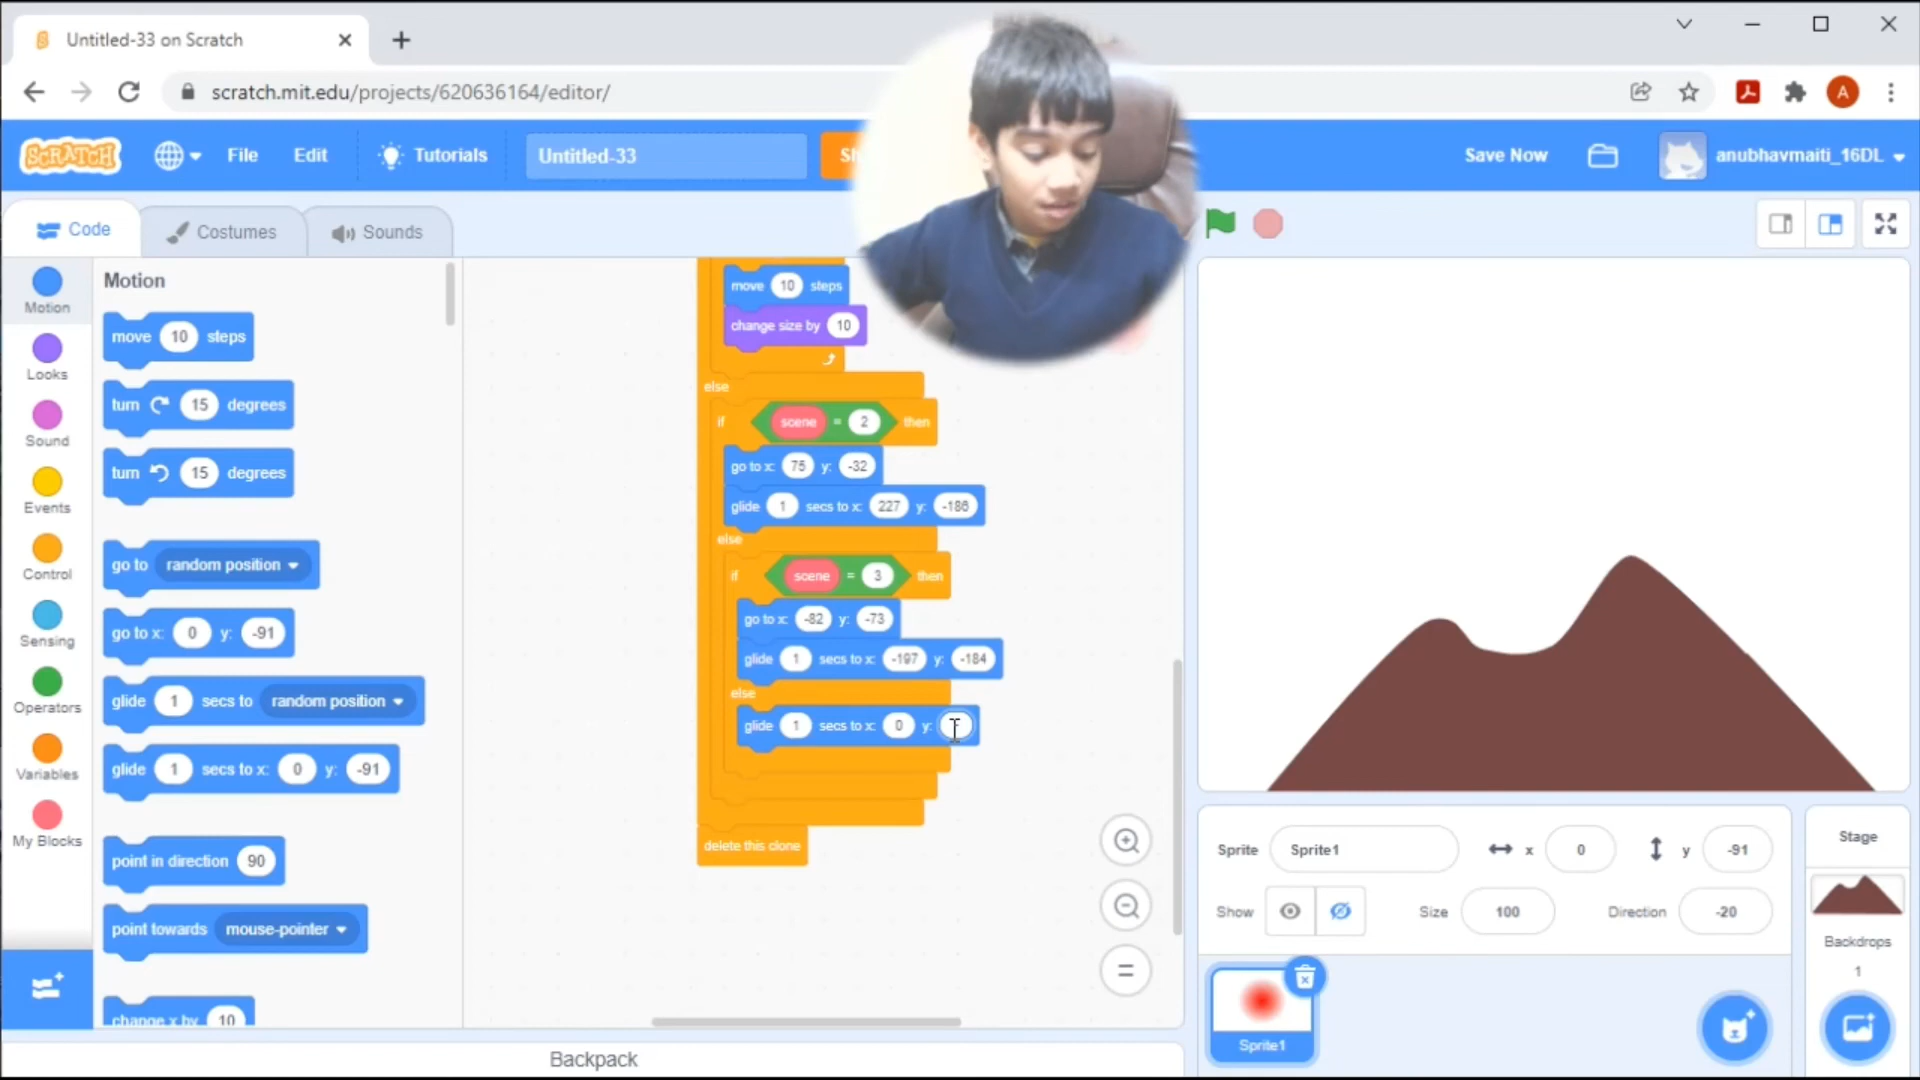 Untitled-33 on Scratch
scratch.mit.edu/projects/620636164/editor/
A
SCRATCH
File
Edit
Tutorials
Untitled-33
Save Now
anubhavmaiti_16DL
Code
Costumes
Sounds
Motion
Looks
Sound
Events
Control
Sensing
Operators
Variables
My Blocks
Motion
move 10 steps
turn 15 degrees
turn 15 degrees
go to random position
go to x: 0 y: -91
glide 1 secs to random position
glide 1 secs to x: 0 y: -91
point in direction 90
point towards mouse-pointer
change x by 10
move 10 steps
change size by 10
else
if scene = 2 then
go to x: 75 y: -32
glide 1 secs to x: 227 y: -186
else
if scene = 3 then
go to x: -82 y: -73
glide 1 secs to x: -197 y: -184
else
glide 1 secs to x: 0 y:
delete this clone
Backpack
Sprite Sprite1 x 0 y -91
Show Size 100 Direction -20
Sprite1
Stage
Backdrops
1